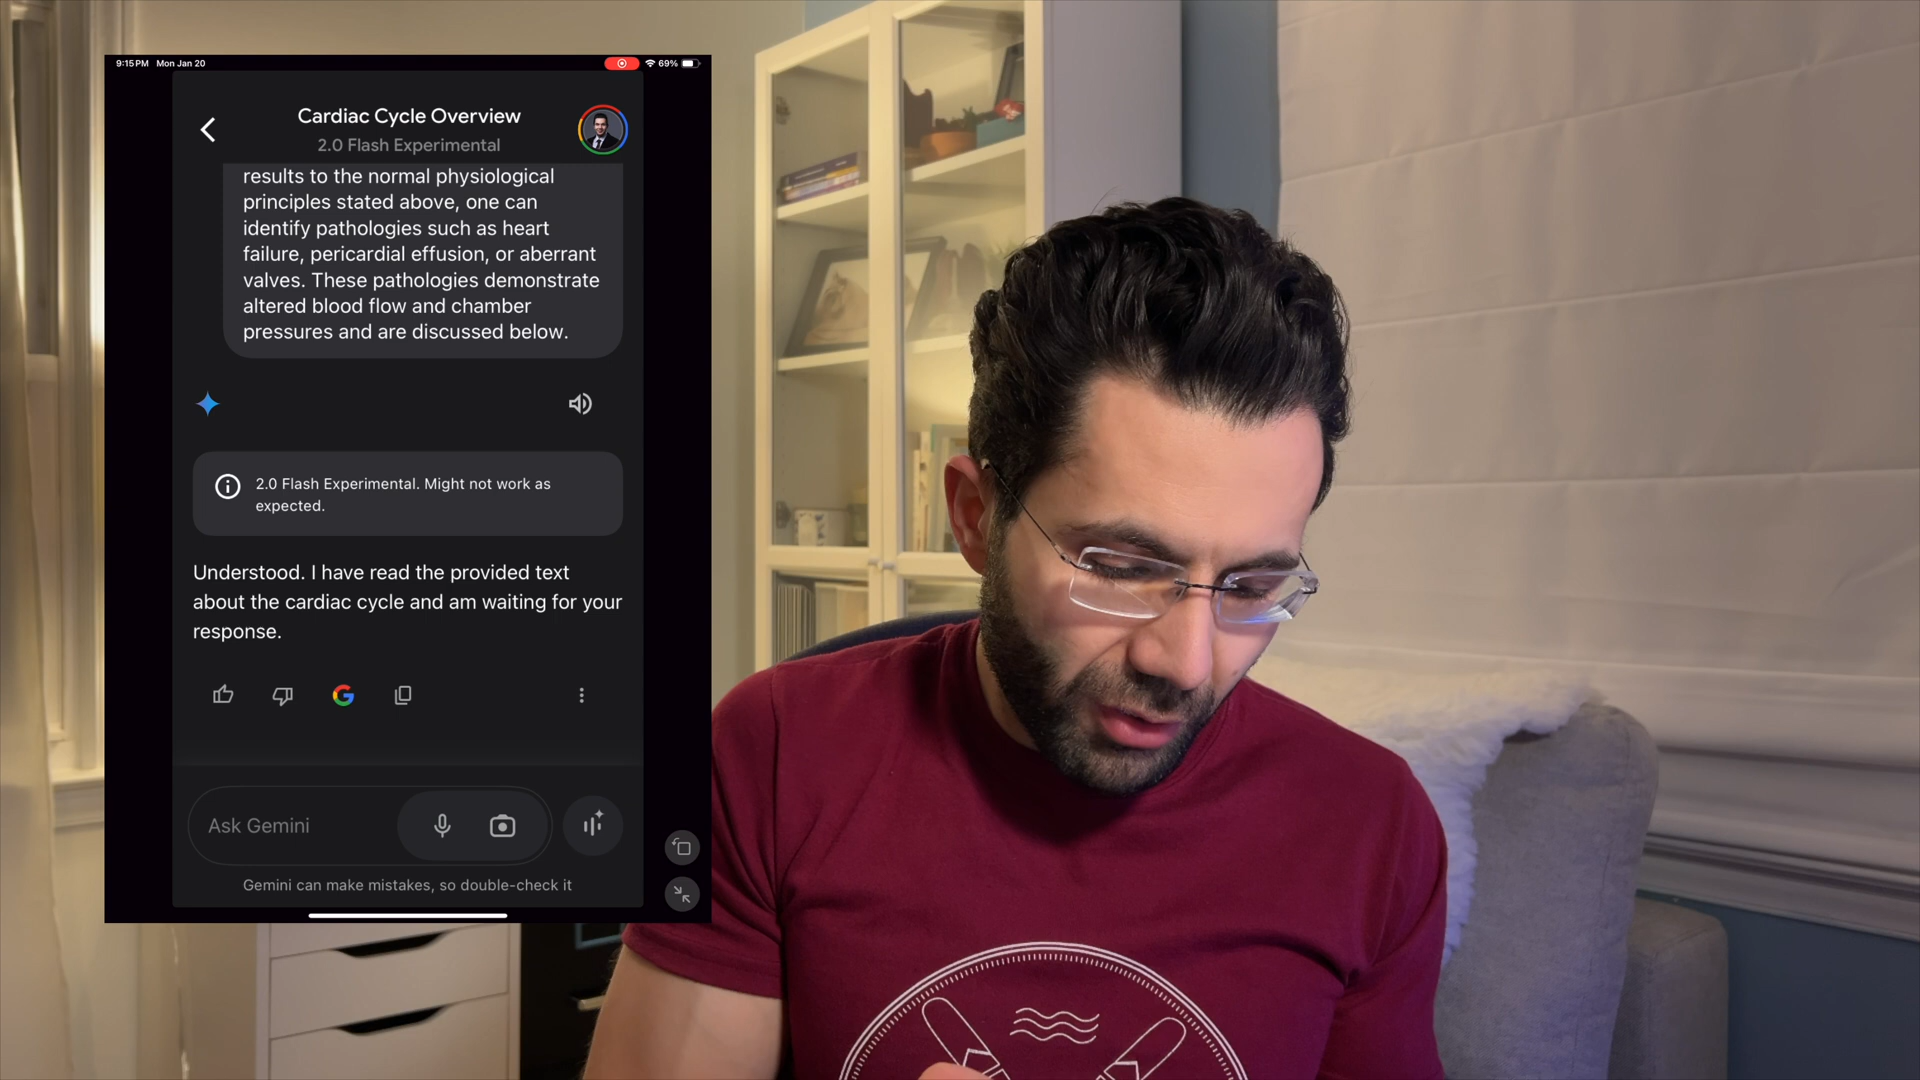 9:15 PM Mon Jan 20
69%
Cardiac Cycle Overview
2.0 Flash Experimental
results to the normal physiological
principles stated above, one can
identify pathologies such as heart
failure, pericardial effusion, or aberrant
valves. These pathologies demonstrate
altered blood flow and chamber
pressures and are discussed below.
2.0 Flash Experimental. Might not work as
expected.
Understood. I have read the provided text
about the cardiac cycle and am waiting for your
response.
Ask Gemini
Gemini can make mistakes, so double-check it